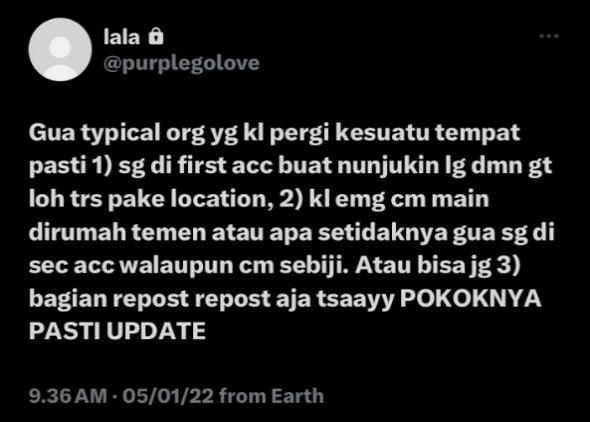 lala 🔒
@purplegolove
Gua typical org yg kl pergi kesuatu tempat
pasti 1) sg di first acc buat nunjukin lg dmn gt
loh trs pake location, 2) kl emg cm main
dirumah temen atau apa setidaknya gua sg di
sec acc walaupun cm sebiji. Atau bisa jg 3)
bagian repost repost aja tsaayy POKOKNYA
PASTI UPDATE
9.36 AM · 05/01/22 from Earth